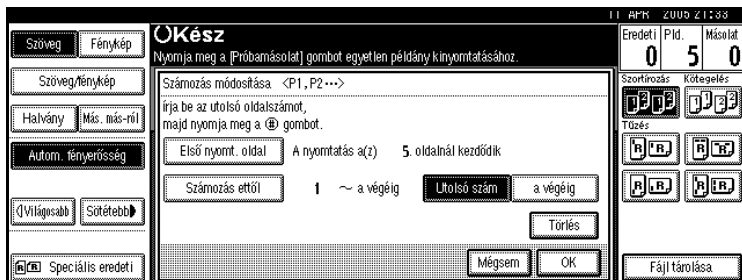 11 APR 2005 21:33
Szöveg Fénykép
Szöveg/fénykép
Halvány Más. más-ról
Autom. fényerősség
Világosabb Sötétebb
Speciális eredeti
Kész
Nyomja meg a [Próbamásolat] gombot egyetlen példány kinyomtatásához.
Számozás módosítása <P1,P2···>
írja be az utolsó oldalszámot,
majd nyomja meg a # gombot.
Első nyomt. oldal A nyomtatás a(z) 5. oldalnál kezdődik
Számozás ettől 1 ～ a végéig Utolsó szám a végéig
Törlés
Mégsem OK
Eredeti Pld. Másolat
0 5 0
Szortírozás Kötegelés
Tűzés
Fájl tárolása